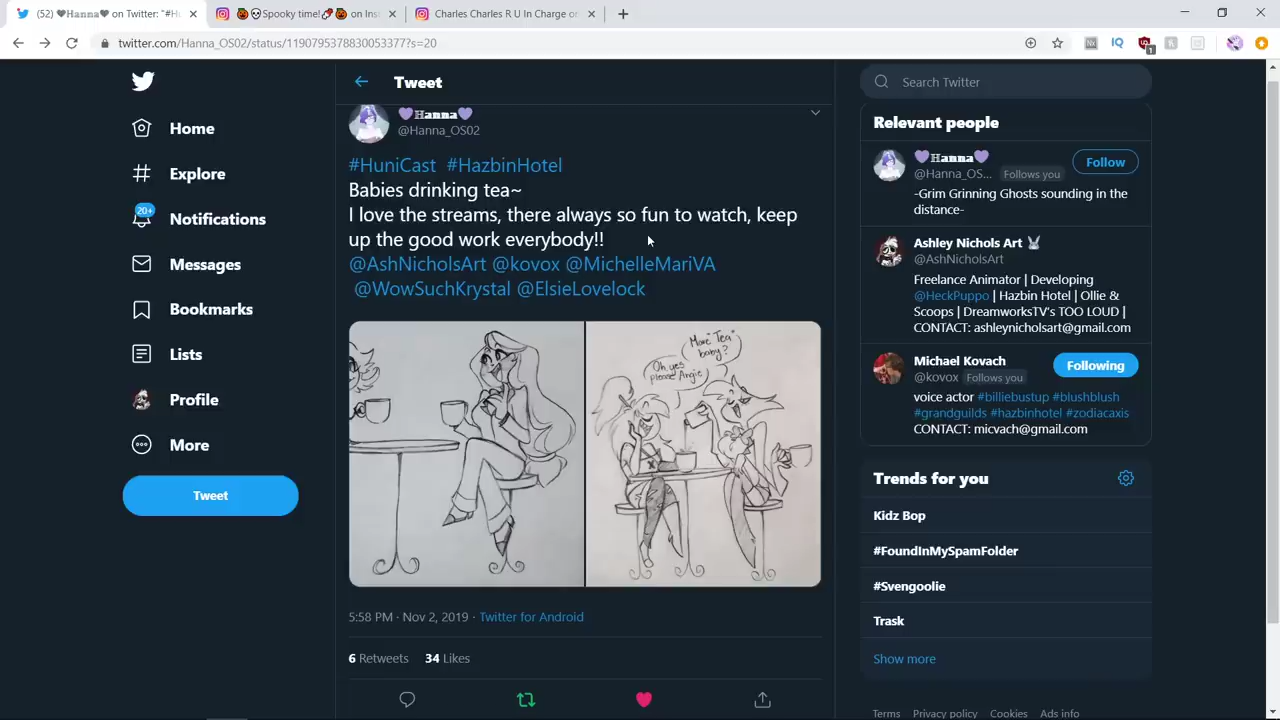 (52) ♥Hanna♥ on Twitter: "#Hu
🎃💀Spooky time!🍬🎃 on Ins
Charles Charles R U In Charge or
twitter.com/Hanna_OS02/status/1190795378830053377?s=20
Home
Explore
20+
Notifications
Messages
Bookmarks
Lists
Profile
More
Tweet
Tweet
💜Hanna💜
@Hanna_OS02
#HuniCast #HazbinHotel
Babies drinking tea~
I love the streams, there always so fun to watch, keep
up the good work everybody!!
@AshNicholsArt @kovox @MichelleMariVA
@WowSuchKrystal @ElsieLovelock
More "Tea"
baby?
Oh, yes
please Angie
5:58 PM · Nov 2, 2019 · Twitter for Android
6 Retweets 34 Likes
Search Twitter
Relevant people
💜Hanna💜
@Hanna_OS... Follows you
Follow
-Grim Grinning Ghosts sounding in the
distance-
Ashley Nichols Art 🐰
@AshNicholsArt
Freelance Animator | Developing
@HeckPuppo | Hazbin Hotel | Ollie &
Scoops | DreamworksTV's TOO LOUD |
CONTACT: ashleynicholsart@gmail.com
Michael Kovach
@kovox Follows you
Following
voice actor #billiebustup #blushblush
#grandguilds #hazbinhotel #zodiacaxis
CONTACT: micvach@gmail.com
Trends for you
Kidz Bop
#FoundInMySpamFolder
#Svengoolie
Trask
Show more
Terms Privacy policy Cookies Ads info